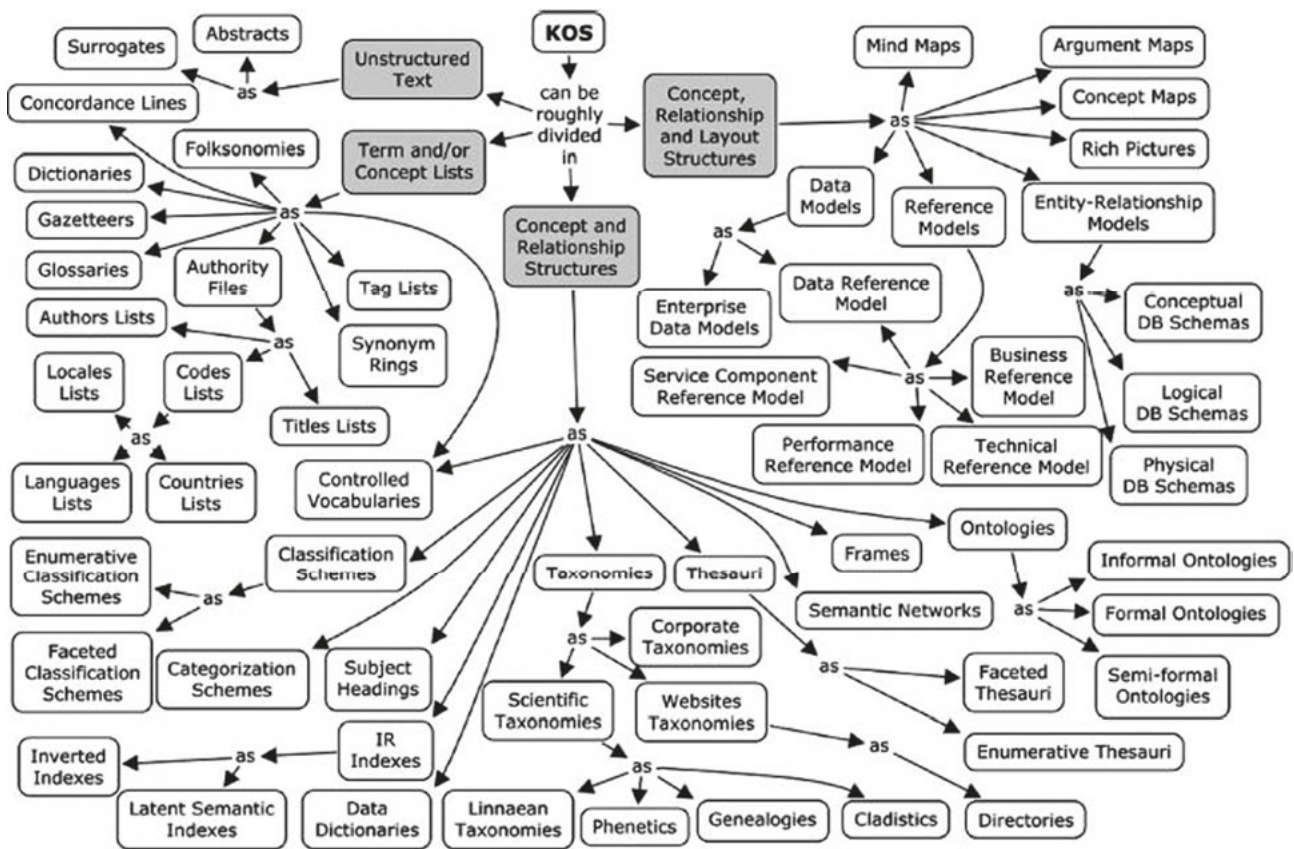 KOS
can be
roughly
divided
in
Unstructured
Text
as
Surrogates
Abstracts
Term and/or
Concept Lists
as
Concordance Lines
Folksonomies
Dictionaries
Gazetteers
Glossaries
Authority
Files
Tag Lists
Synonym
Rings
as
Authors Lists
Codes
Lists
Titles Lists
as
Locales
Lists
Languages
Lists
Countries
Lists
Controlled
Vocabularies
Concept,
Relationship
and Layout
Structures
as
Mind Maps
Argument Maps
Concept Maps
Rich Pictures
Data
Models
Reference
Models
Entity-Relationship
Models
as
Enterprise
Data Models
Data Reference
Model
as
Service Component
Reference Model
Business
Reference
Model
Performance
Reference Model
Technical
Reference Model
as
Conceptual
DB Schemas
Logical
DB Schemas
Physical
DB Schemas
Concept and
Relationship
Structures
as
Classification
Schemes
as
Enumerative
Classification
Schemes
Faceted
Classification
Schemes
Categorization
Schemes
Subject
Headings
IR
Indexes
as
Inverted
Indexes
Latent Semantic
Indexes
Data
Dictionaries
Taxonomies
as
Corporate
Taxonomies
Scientific
Taxonomies
Websites
Taxonomies
as
Linnaean
Taxonomies
Phenetics
Genealogies
Cladistics
as
Directories
Thesauri
as
Faceted
Thesauri
Enumerative Thesauri
Semantic Networks
Frames
Ontologies
as
Informal Ontologies
Formal Ontologies
Semi-formal
Ontologies